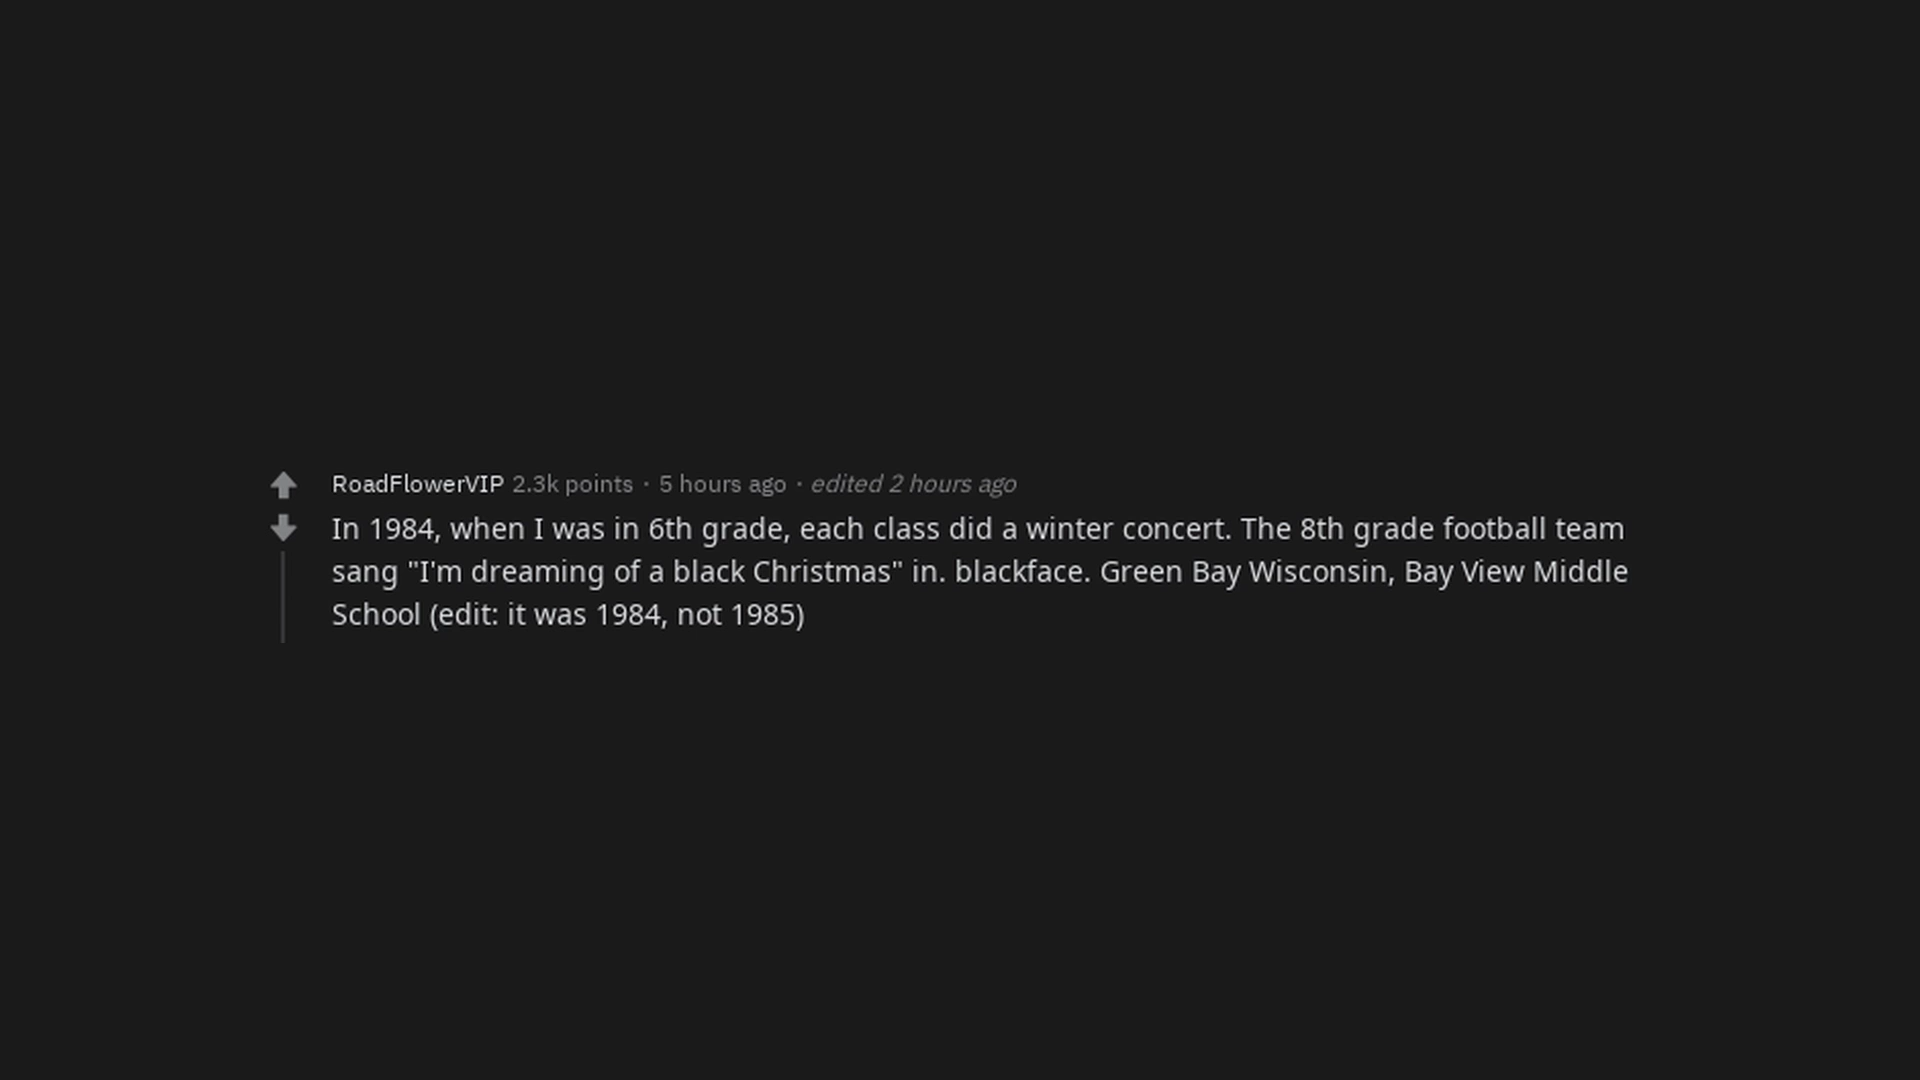 RoadFlowerVIP 2.3k points · 5 hours ago · edited 2 hours ago
In 1984, when I was in 6th grade, each class did a winter concert. The 8th grade football team
sang "I'm dreaming of a black Christmas" in. blackface. Green Bay Wisconsin, Bay View Middle
School (edit: it was 1984, not 1985)